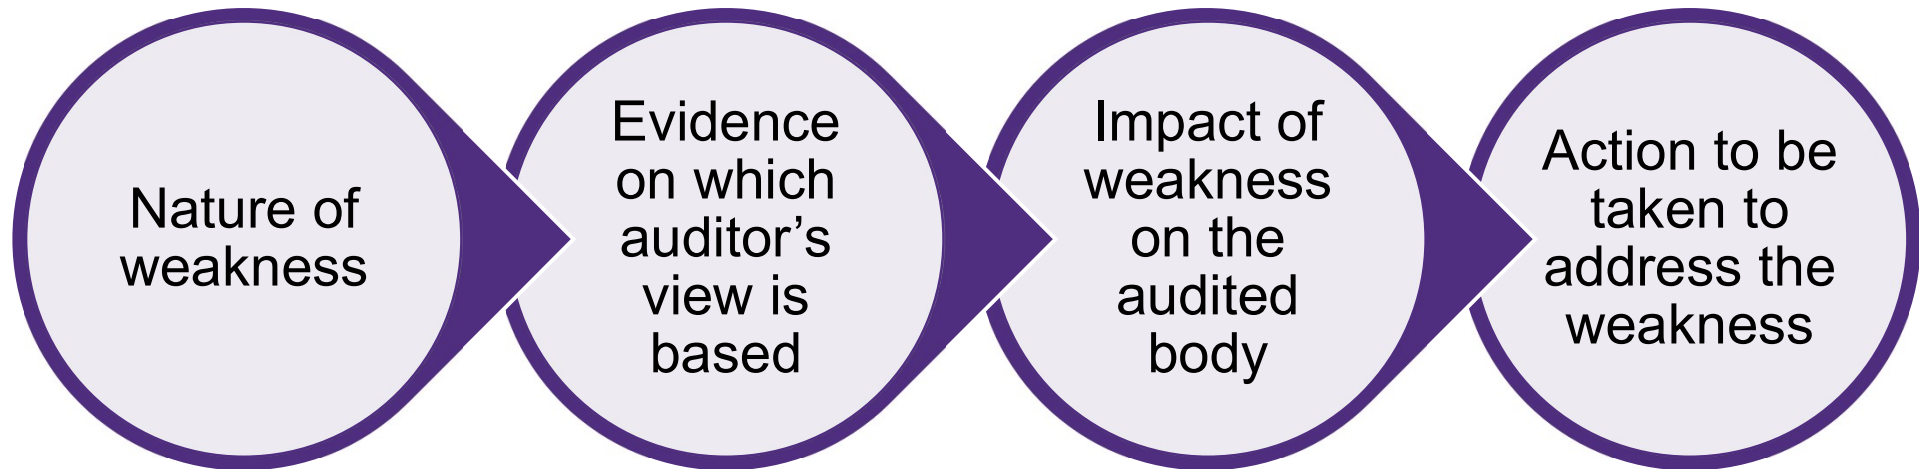 Nature of
weakness
Evidence
on which
auditor’s
view is
based
Impact of
weakness
on the
audited
body
Action to be
taken to
address the
weakness